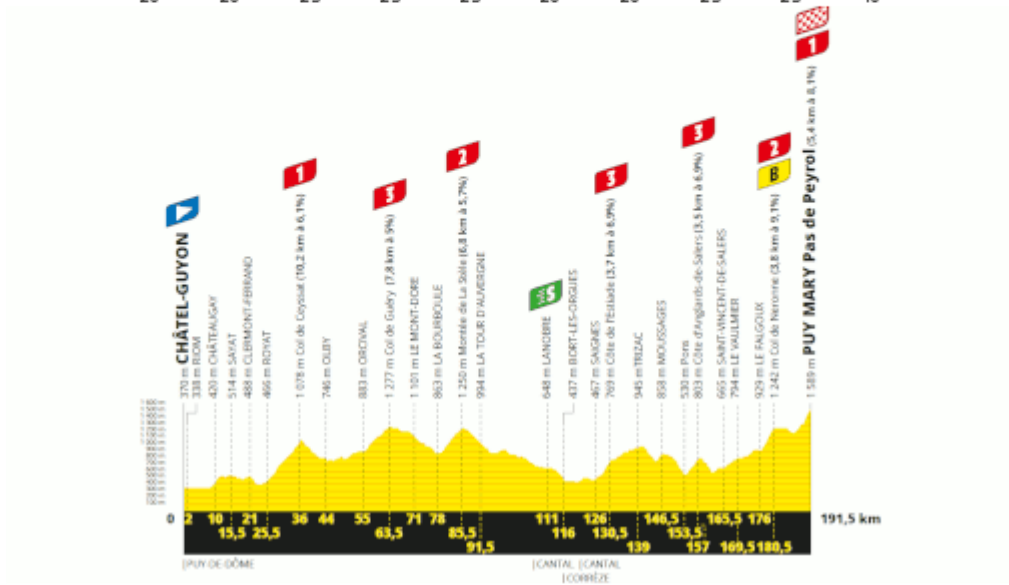 1
2
3
2
B
3
3
1
S
370 m CHÂTEL-GUYON
338 m RIOM
420 m CHÂTEAUGAY
514 m SAYAT
488 m CLERMONT-FERRAND
466 m ROYAT
1 078 m Col de Ceyssat (10,2 km à 6,1%)
746 m OLBY
883 m ORCIVAL
1 277 m Col de Guéry (7,8 km à 5%)
1 101 m LE MONT-DORE
863 m LA BOURBOULE
1 250 m Montée de La Stèle (6,8 km à 5,7%)
994 m LA TOUR D'AUVERGNE
648 m LANOBRE
437 m BORT-LES-ORGUES
467 m SAIGNES
769 m Côte de l'Estiade (3,7 km à 6,9%)
945 m TRIZAC
858 m MOUSSAGES
530 m Pons
803 m Côte d'Anglards-de-Salers (3,5 km à 6,9%)
665 m SAINT-VINCENT-DE-SALERS
794 m LE VAULMIER
929 m LE FALGOUX
1 242 m Col de Neronne (3,8 km à 9,1%)
1 589 m PUY MARY Pas de Peyrol (5,4 km à 8,1%)
0 2 10 21 36 44 55 71 78 111 126 146,5 165,5 176 191,5 km
15,5 25,5 63,5 85,5 116 130,5 153,5 169,5 180,5
91,5 139 157
PUY-DE-DÔME CANTAL CANTAL
CORRÈZE